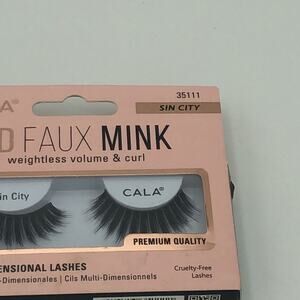 35111
SIN CITY
FAUX MINK
weightless volume & curl
in City
CALA®
PREMIUM QUALITY
ENSIONAL LASHES
-Dimensionales | Cils Multi-Dimensionnels
Cruelty-Free
Lashes